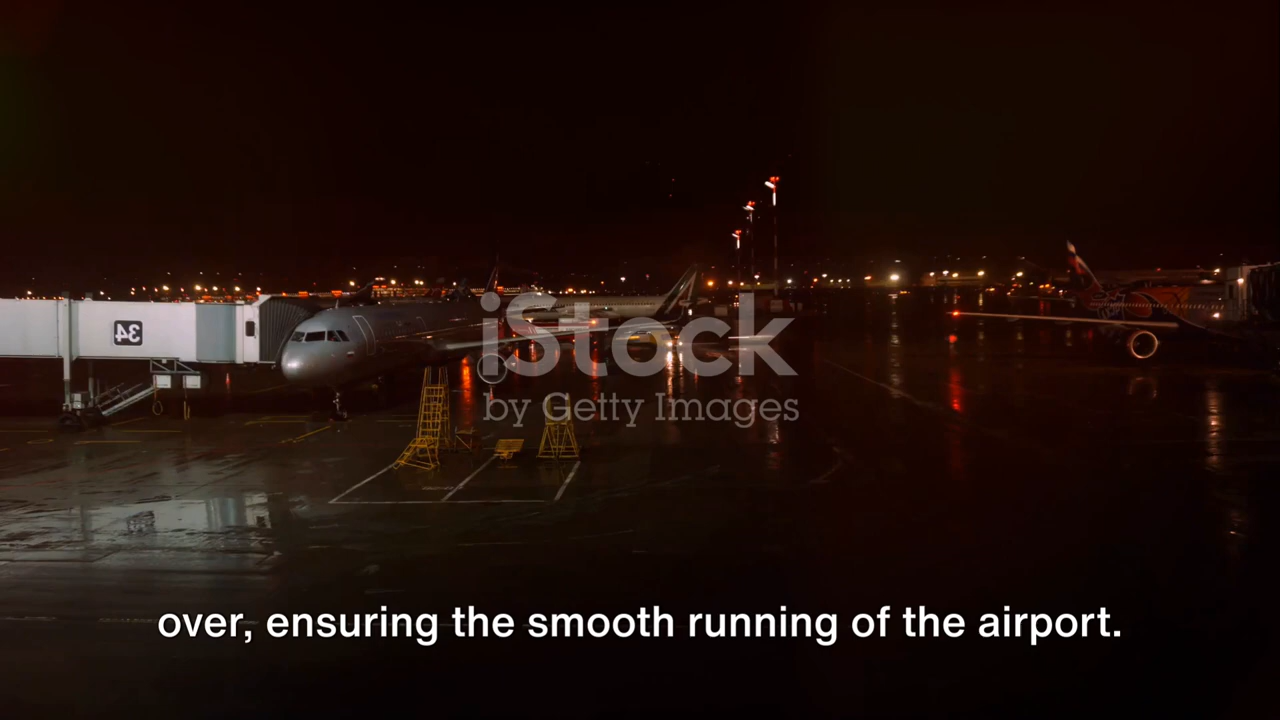 34
iStock
by Getty Images
over, ensuring the smooth running of the airport.